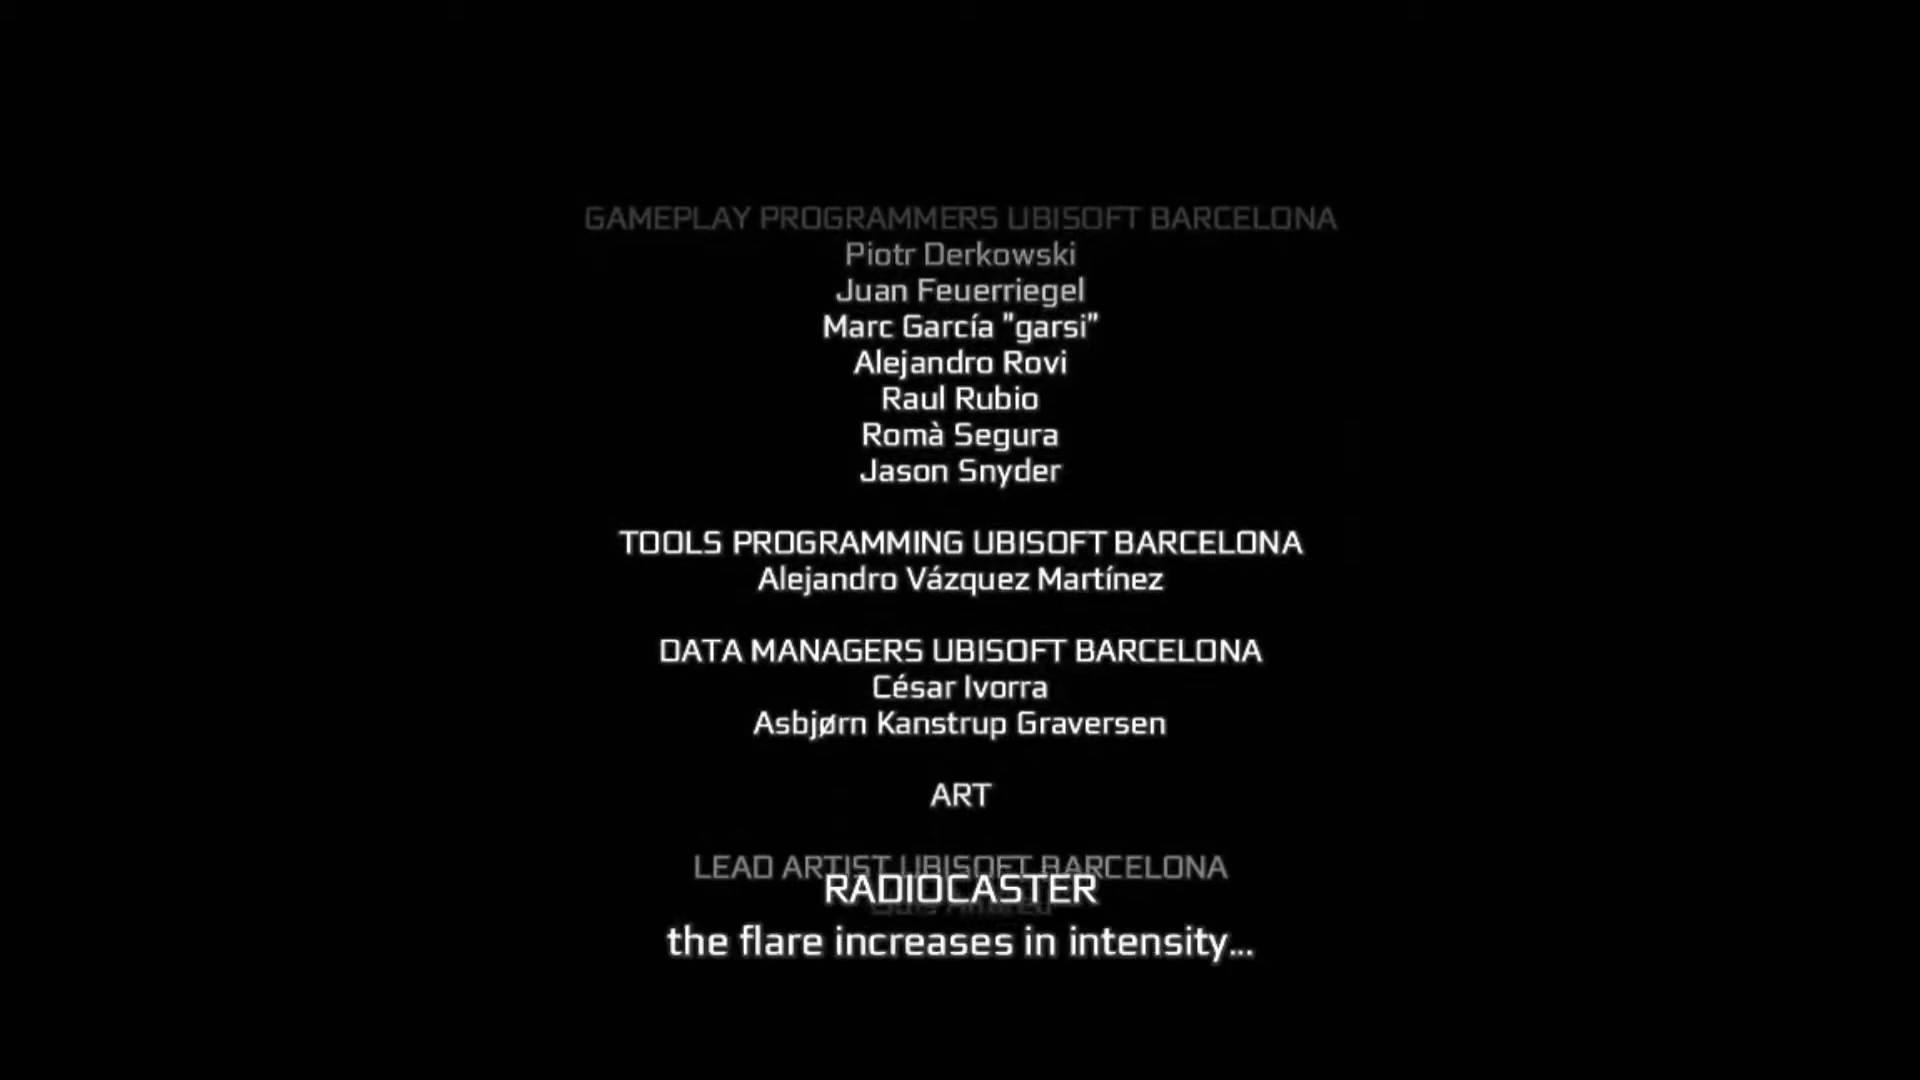 GAMEPLAY PROGRAMMERS UBISOFT BARCELONA
Piotr Derkowski
Juan Feuerriegel
Marc García "garsi"
Alejandro Rovi
Raul Rubio
Romà Segura
Jason Snyder
TOOLS PROGRAMMING UBISOFT BARCELONA
Alejandro Vázquez Martínez
DATA MANAGERS UBISOFT BARCELONA
César Ivorra
Asbjørn Kanstrup Graversen
ART
LEAD ARTIST UBISOFT BARCELONA
RADIOCASTER
the flare increases in intensity...